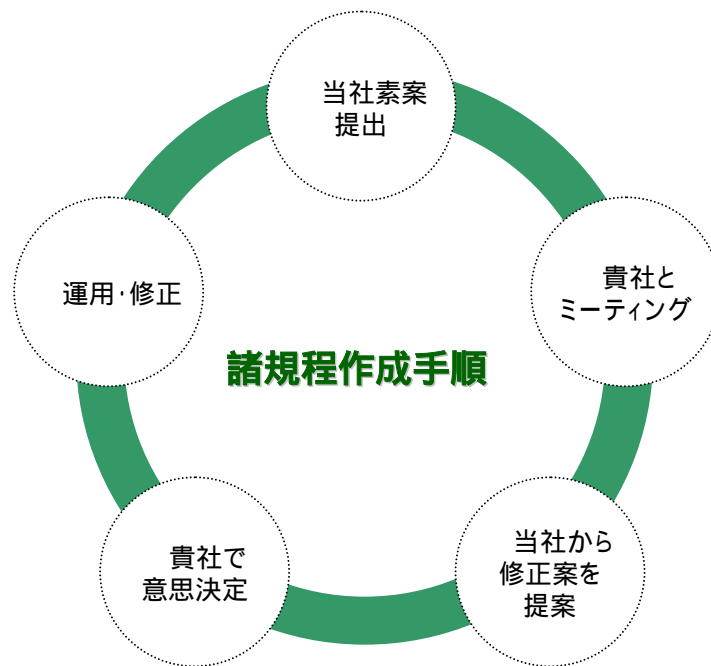 当社素案
提出
貴社と
ミーティング
当社から
修正案を
提案
貴社で
意思決定
運用・修正
諸規程作成手順